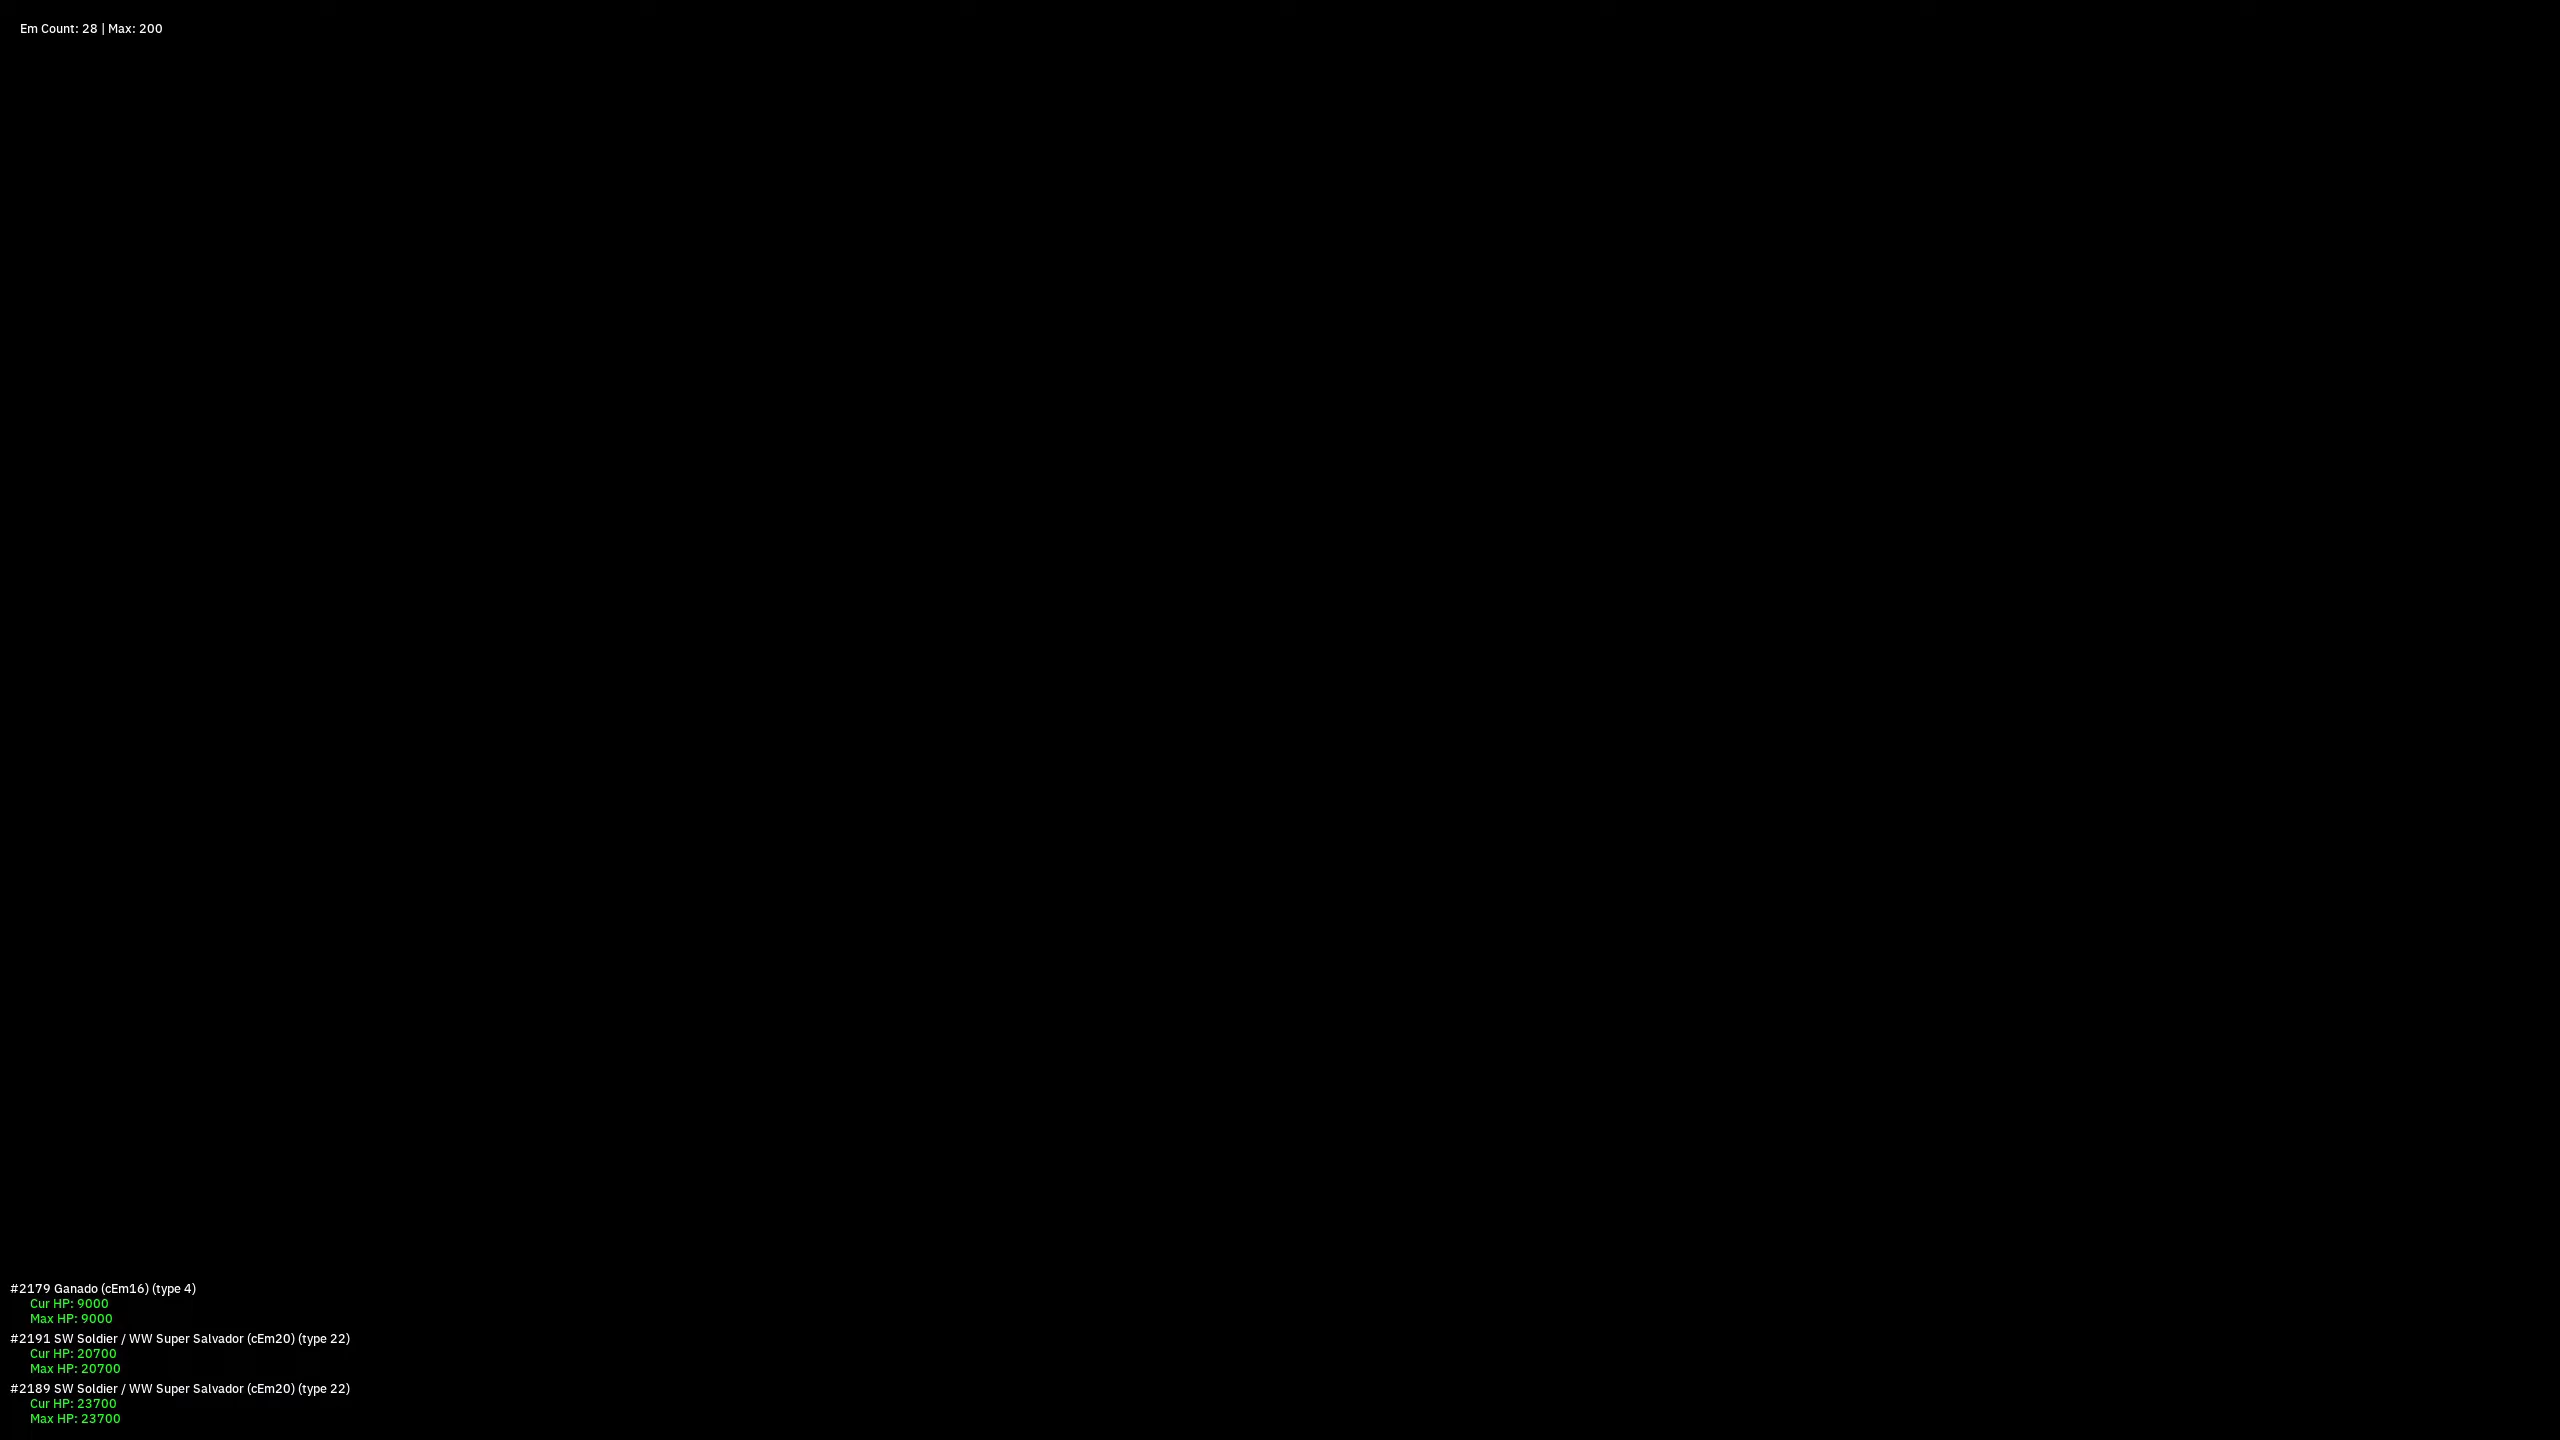 Em Count: 28 | Max: 200
#2179 Ganado (cEm16) (type 4)
Cur HP: 9000
Max HP: 9000
#2191 SW Soldier / WW Super Salvador (cEm20) (type 22)
Cur HP: 20700
Max HP: 20700
#2189 SW Soldier / WW Super Salvador (cEm20) (type 22)
Cur HP: 23700
Max HP: 23700